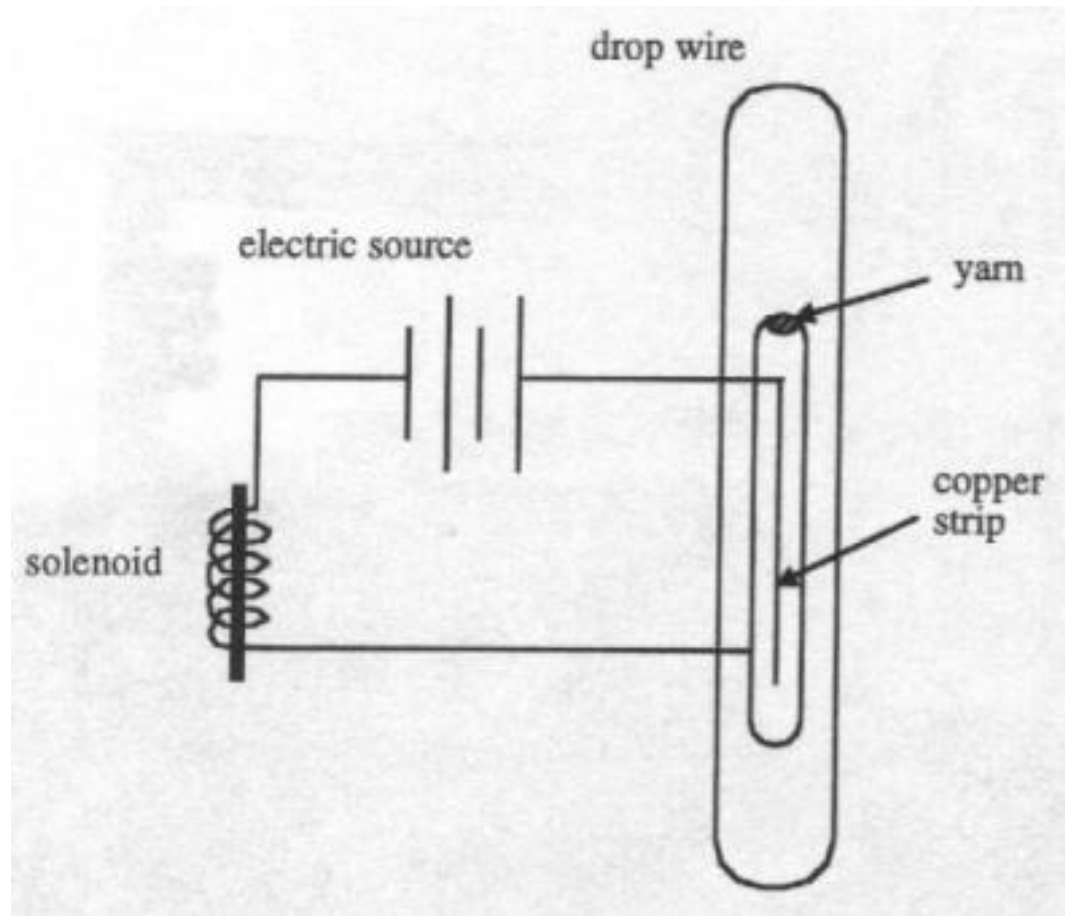 drop wire
electric source
yarn
copper
strip
solenoid